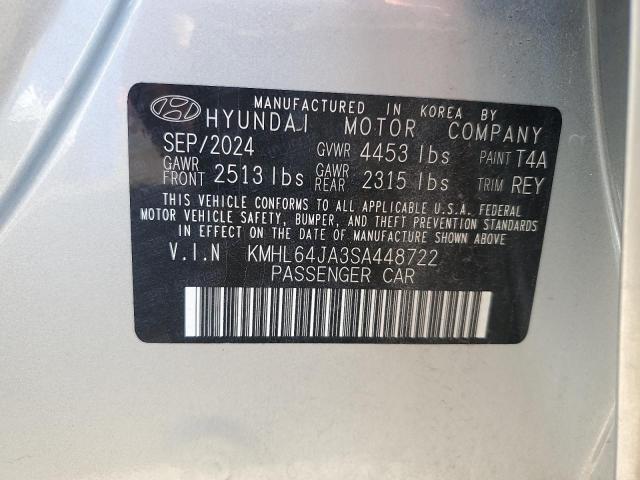 MANUFACTURED IN KOREA BY
HYUNDAI MOTOR COMPANY
SEP/2024 GVWR 4453 lbs PAINT T4A
GAWR FRONT 2513 lbs GAWR REAR 2315 lbs TRIM REY
THIS VEHICLE CONFORMS TO ALL APPLICABLE U.S.A. FEDERAL
MOTOR VEHICLE SAFETY, BUMPER, AND THEFT PREVENTION STANDARDS
IN EFFECT ON THE DATE OF MANUFACTURE SHOWN ABOVE.
V.I.N KMHL64JA3SA448722
PASSENGER CAR